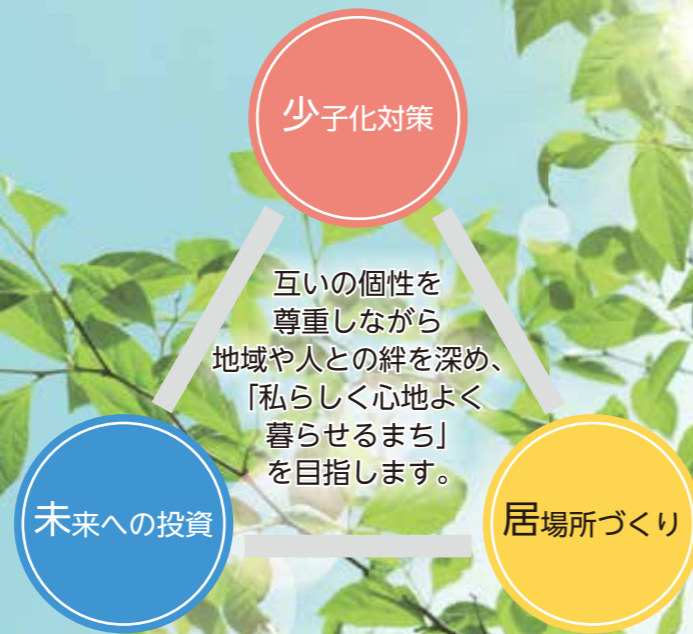 少子化対策
互いの個性を
尊重しながら
地域や人との絆を深め、
「私らしく心地よく
暮らせるまち」
を目指します。
未来への投資
居場所づくり